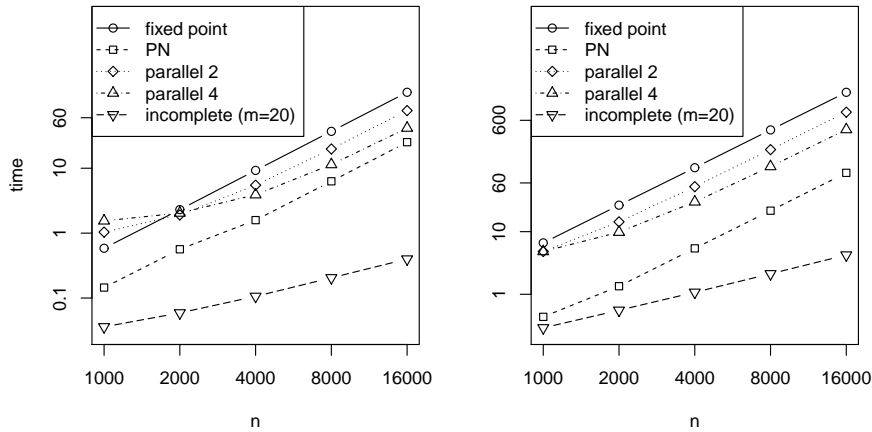 fixed point
PN
parallel 2
parallel 4
incomplete (m=20)
60
10
1
0.1
time
1000 2000 4000 8000 16000
n
fixed point
PN
parallel 2
parallel 4
incomplete (m=20)
600
60
10
1
1000 2000 4000 8000 16000
n